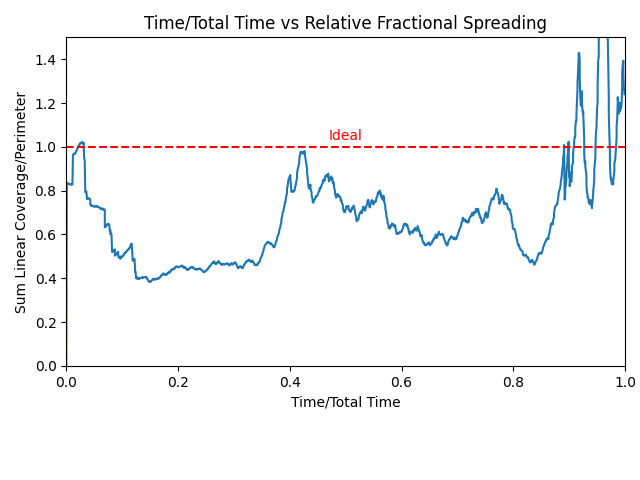 Time/Total Time vs Relative Fractional Spreading
1.4
1.2
1.0
0.8
0.6
0.4
0.2
0.0
Sum Linear Coverage/Perimeter
Ideal
0.0 0.2 0.4 0.6 0.8 1.0
Time/Total Time